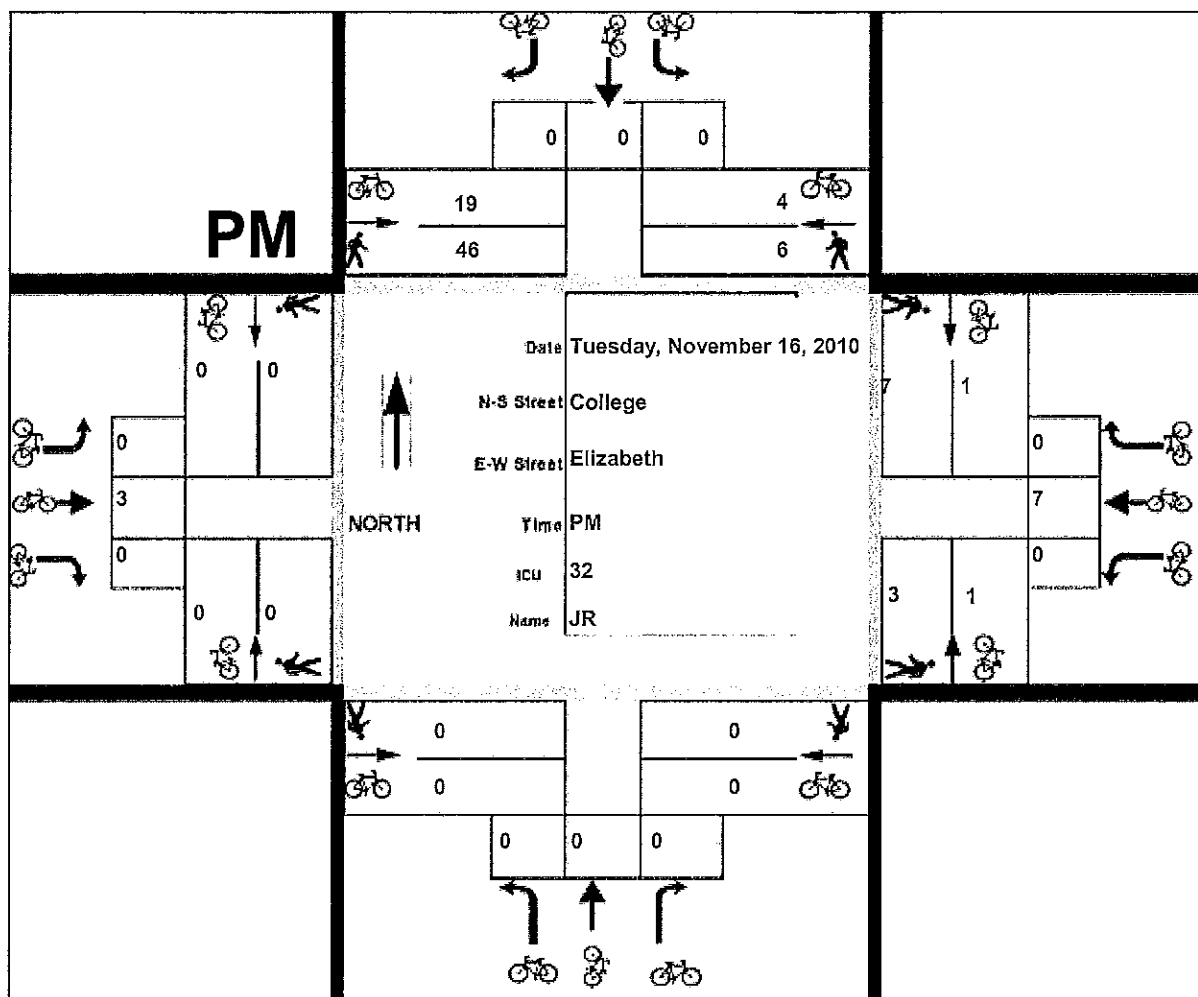 0 0 0
19 4
PM
46 6
Date Tuesday, November 16, 2010
0 0
7 1
N-S Street College
0 0
E-W Street Elizabeth
3 7
NORTH
Time PM
0 0
ICU 32
0 0
3 1
Name JR
0 0
0 0
0 0 0